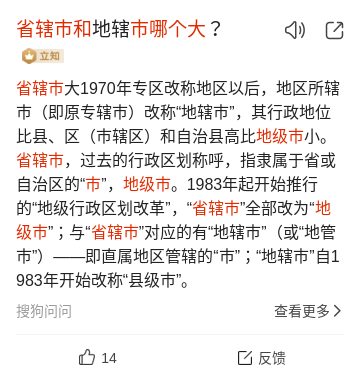 省辖市和地辖市哪个大？
立知
省辖市大1970年专区改称地区以后，地区所辖
市（即原专辖市）改称“地辖市”，其行政地位
比县、区（市辖区）和自治县高比地级市小。
省辖市，过去的行政区划称呼，指隶属于省或
自治区的“市”，地级市。1983年起开始推行
的“地级行政区划改革”，“省辖市”全部改为“地
级市”；与“省辖市”对应的有“地辖市”（或“地管
市”）——即直属地区管辖的“市”；“地辖市”自1
983年开始改称“县级市”。
搜狗问问
查看更多
14
反馈